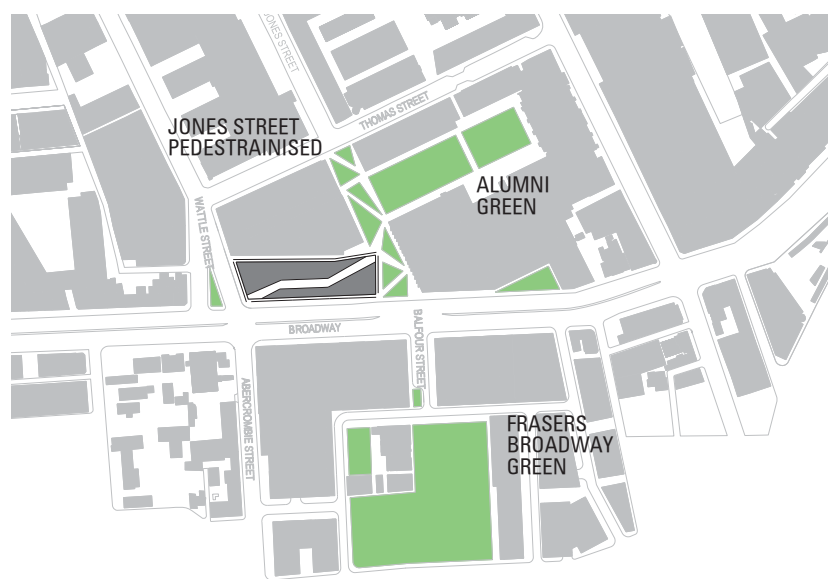 JONES STREET
THOMAS STREET
JONES STREET
PEDESTRAINISED
ALUMNI
GREEN
WATTLE STREET
BROADWAY
BALFOUR STREET
ABERCROMBIE STREET
FRASERS
BROADWAY
GREEN